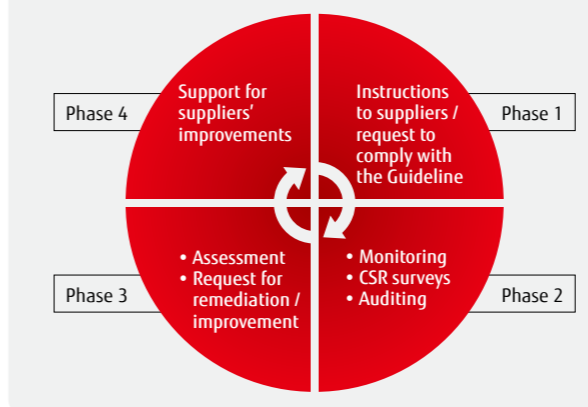 Phase 4
Support for
suppliers'
improvements
Instructions
to suppliers /
request to
comply with
the Guideline
Phase 1
Phase 3
• Assessment
• Request for
remediation /
improvement
• Monitoring
• CSR surveys
• Auditing
Phase 2